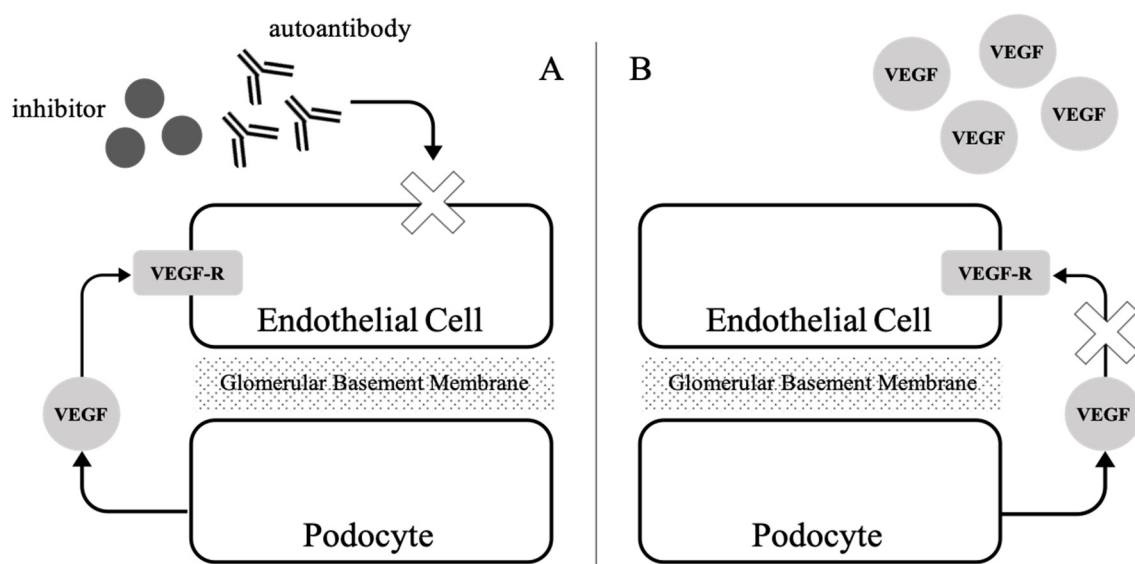 autoantibody
inhibitor
A
VEGF-R
Endothelial Cell
Glomerular Basement Membrane
VEGF
Podocyte
B
VEGF
VEGF
VEGF
VEGF
VEGF-R
Endothelial Cell
Glomerular Basement Membrane
VEGF
Podocyte